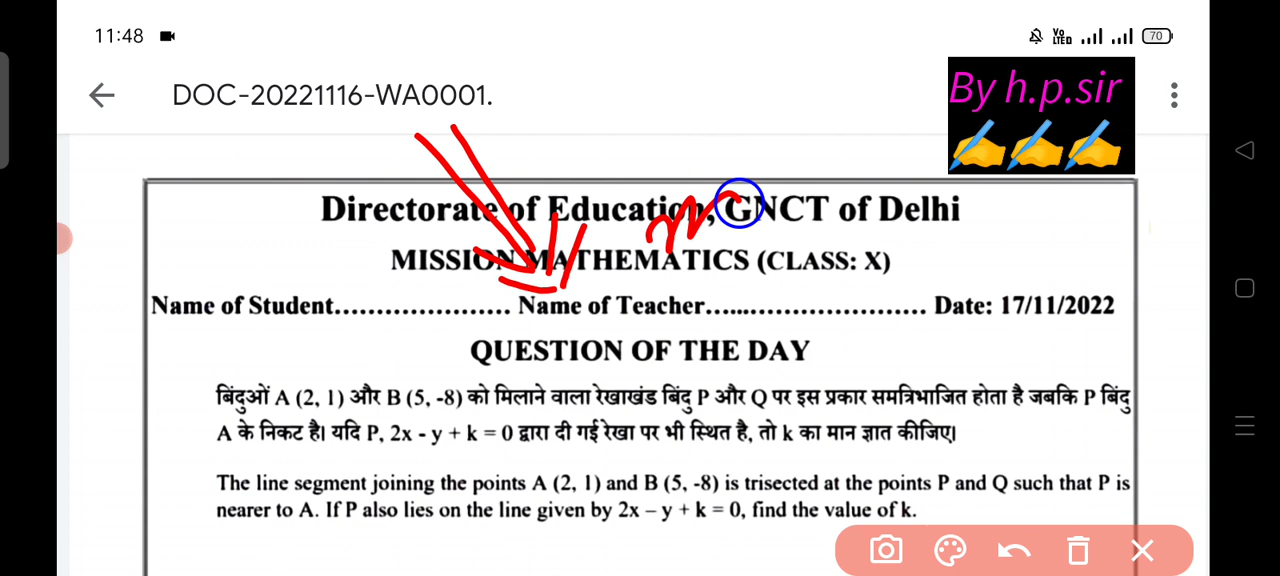 11:48 Vo LTED 70
DOC-20221116-WA0001.
By h.p.sir
Directorate of Education, GNCT of Delhi
MISSION MATHEMATICS (CLASS: X)
Name of Student..................... Name of Teacher............................ Date: 17/11/2022
QUESTION OF THE DAY
बिंदुओं A (2, 1) और B (5, -8) को मिलाने वाला रेखाखंड बिंदु P और Q पर इस प्रकार समत्रिभाजित होता है जबकि P बिंदु
A के निकट है। यदि P, 2x - y + k = 0 द्वारा दी गई रेखा पर भी स्थित है, तो k का मान ज्ञात कीजिए।
The line segment joining the points A (2, 1) and B (5, -8) is trisected at the points P and Q such that P is
nearer to A. If P also lies on the line given by 2x – y + k = 0, find the value of k.